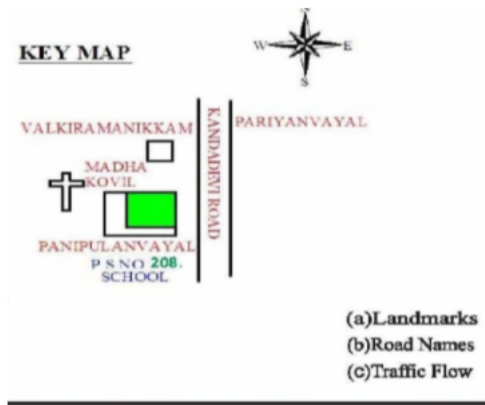 KEY MAP
W E
S
VALKIRAMANIKKAM
PARIYANVAYAL
KANDADEVI ROAD
MADHA
KOVIL
PANIPULANVAYAL
P S NO 208.
SCHOOL
(a)Landmarks
(b)Road Names
(c)Traffic Flow